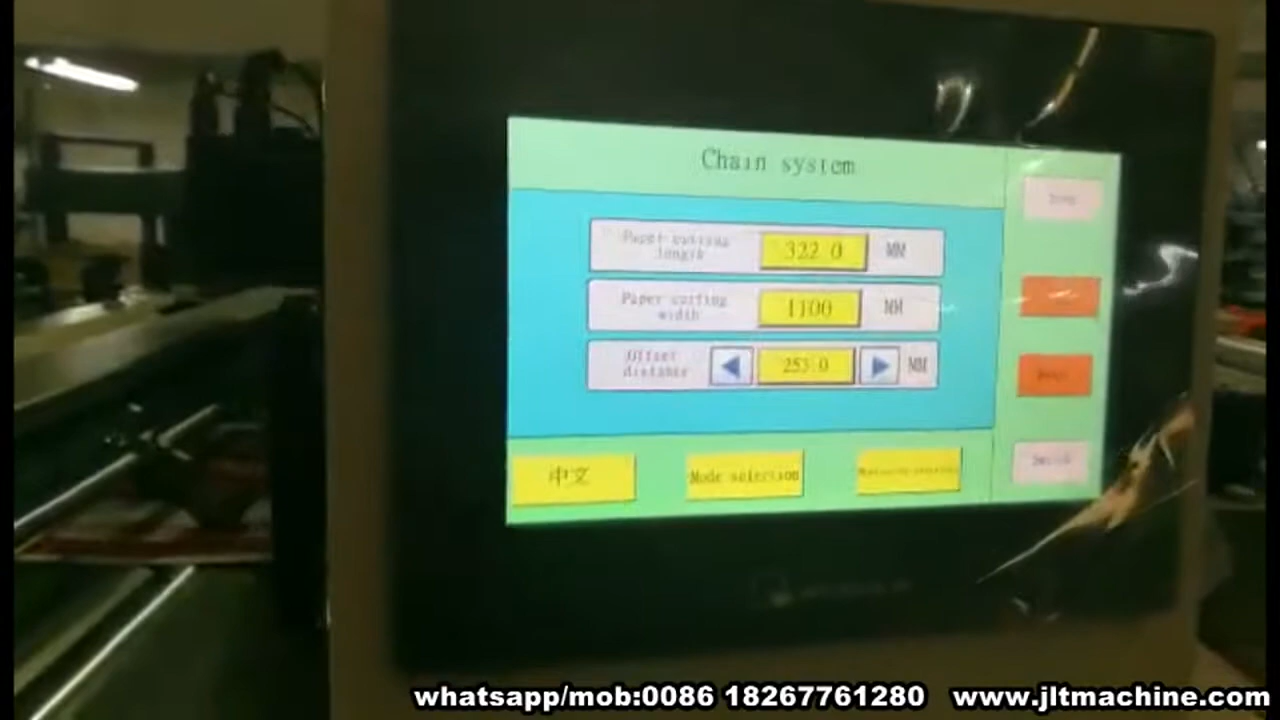 Chain system
Paper cutting
length
322.0
MM
Paper cutting
width
1100
MM
Offset
distance
253.0
MM
中文
Mode selection
whatsapp/mob:0086 18267761280 www.jltmachine.com